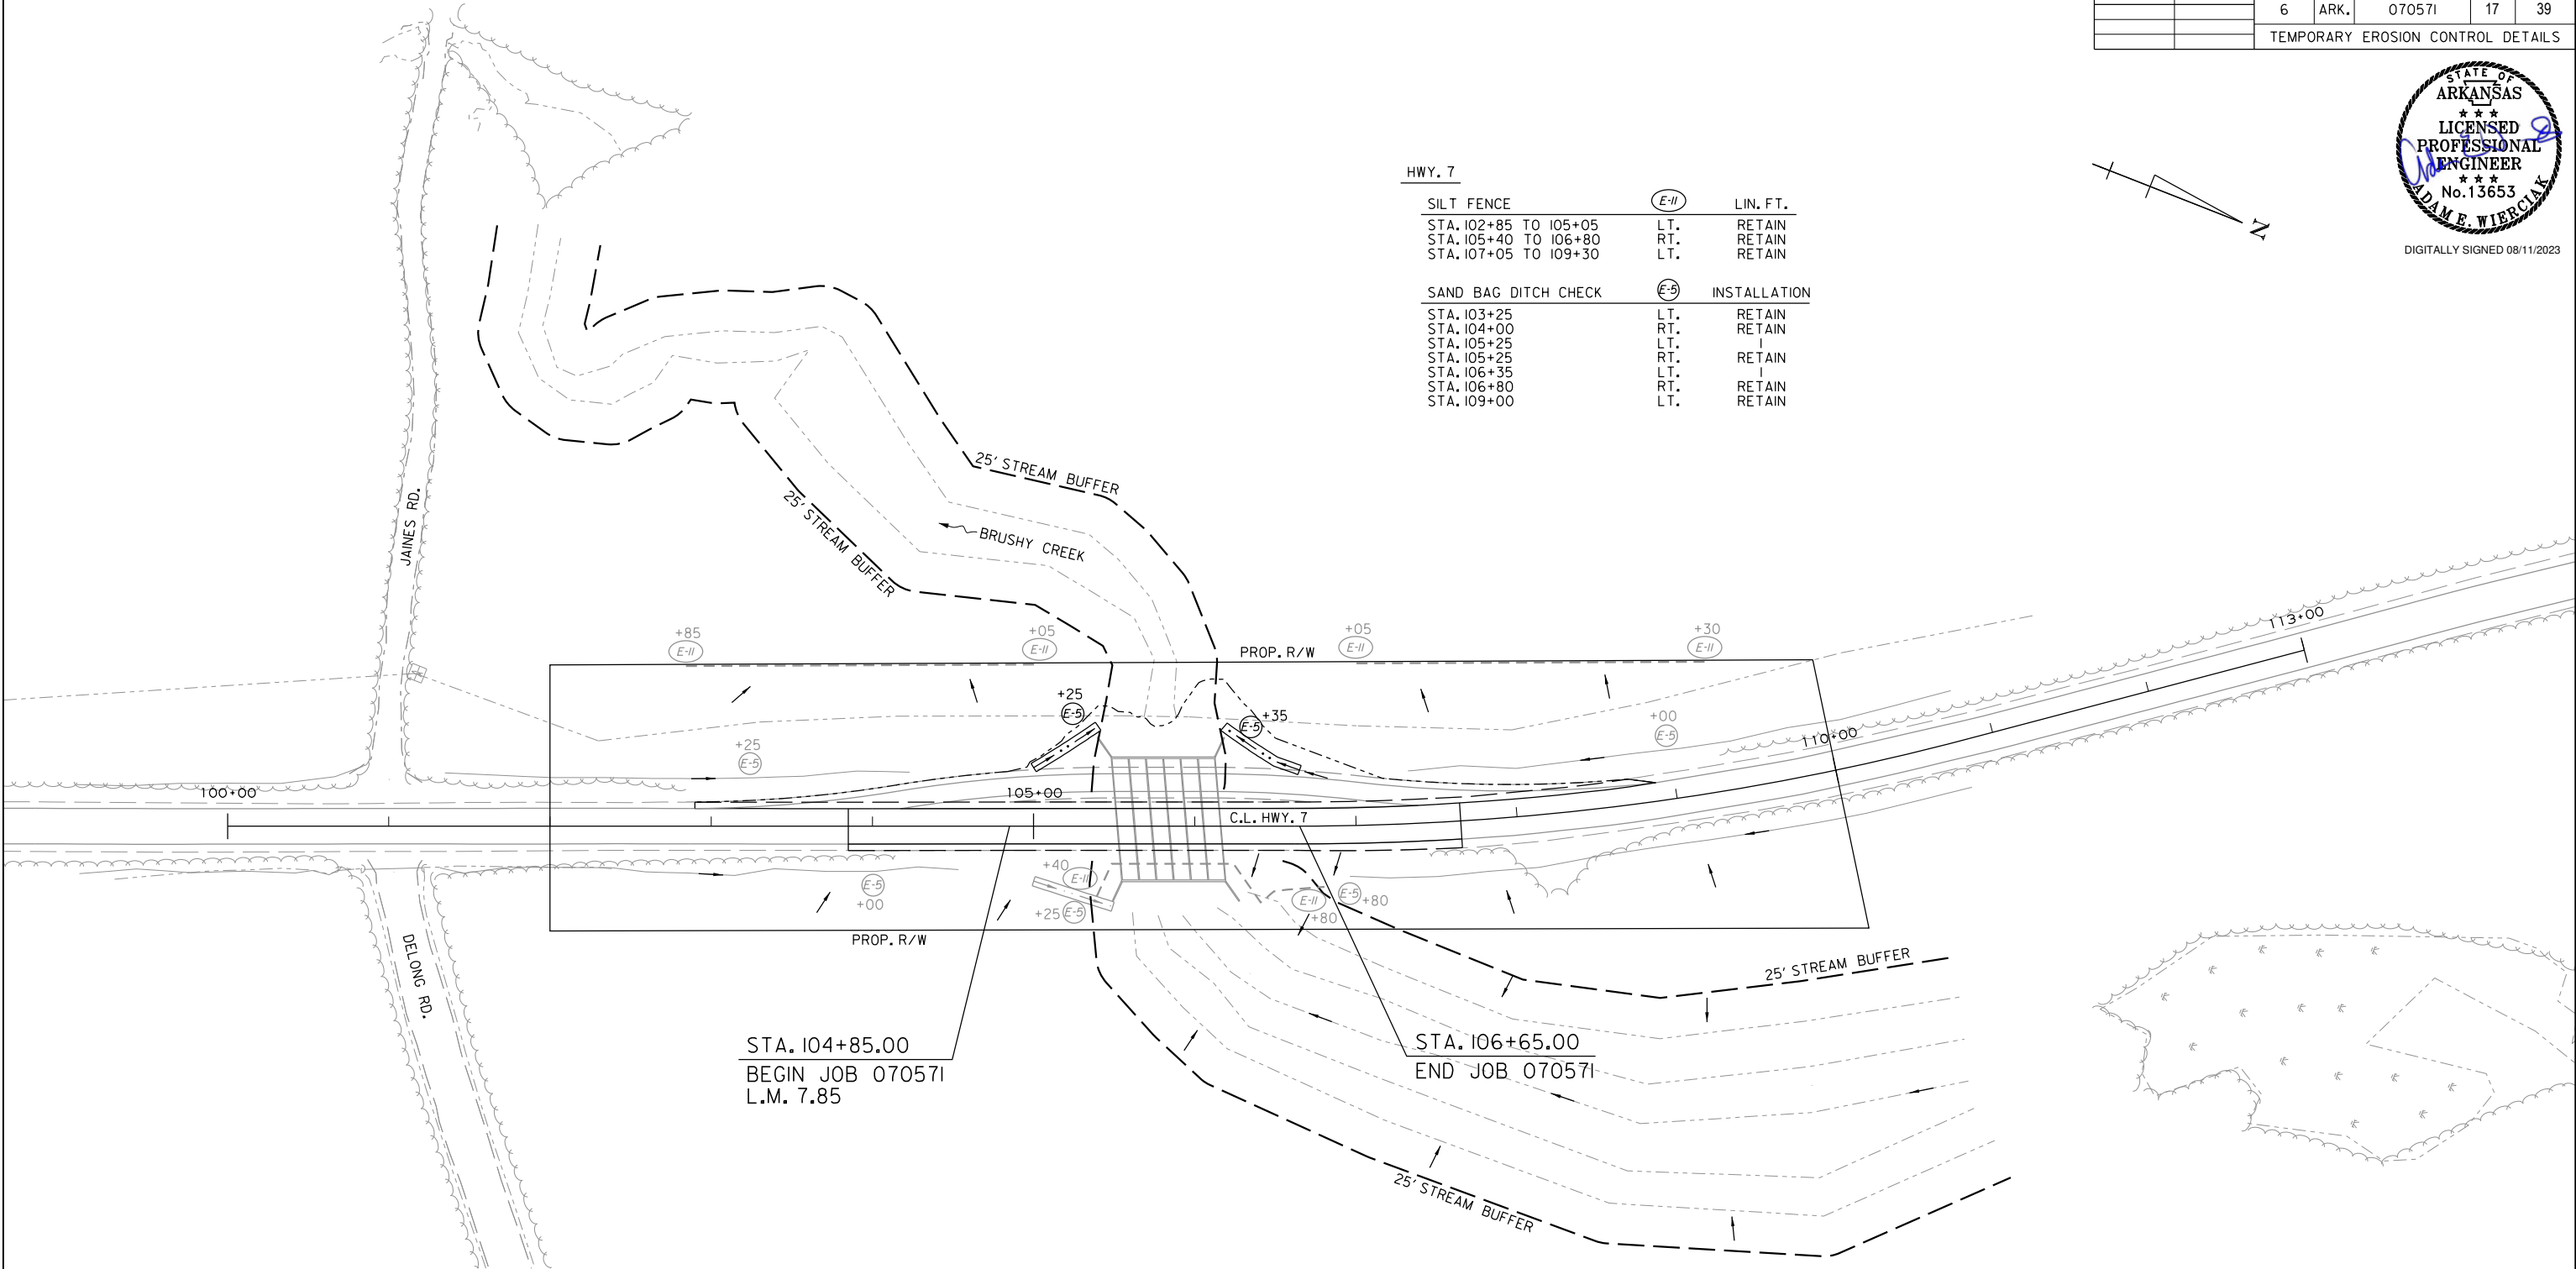 6 ARK. 070571 17 39
TEMPORARY EROSION CONTROL DETAILS
STATE OF
ARKANSAS
★ ★ ★
LICENSED
PROFESSIONAL
ENGINEER
★ ★ ★
No.13653
ADAM E. WIERCIAK
DIGITALLY SIGNED 08/11/2023
N
HWY. 7
SILT FENCE E-11 LIN. FT.
STA. 102+85 TO 105+05 LT. RETAIN
STA. 105+40 TO 106+80 RT. RETAIN
STA. 107+05 TO 109+30 LT. RETAIN
SAND BAG DITCH CHECK E-5 INSTALLATION
STA. 103+25 LT. RETAIN
STA. 104+00 RT. RETAIN
STA. 105+25 LT. 1
STA. 105+25 RT. RETAIN
STA. 106+35 LT. 1
STA. 106+80 RT. RETAIN
STA. 109+00 LT. RETAIN
25' STREAM BUFFER
25' STREAM BUFFER
BRUSHY CREEK
JAINES RD.
+85
E-11
+05
E-11
+05
E-11
+30
E-11
PROP. R/W
113+00
+25
E-5
+35
E-5
+00
E-5
+25
E-5
110+00
100+00
105+00
C.L. HWY. 7
+40
E-11
E-5
+00
+25 E-5
E-11
+80
E-5
+80
PROP. R/W
DELONG RD.
25' STREAM BUFFER
STA. 104+85.00
BEGIN JOB 070571
L.M. 7.85
STA. 106+65.00
END JOB 070571
25' STREAM BUFFER